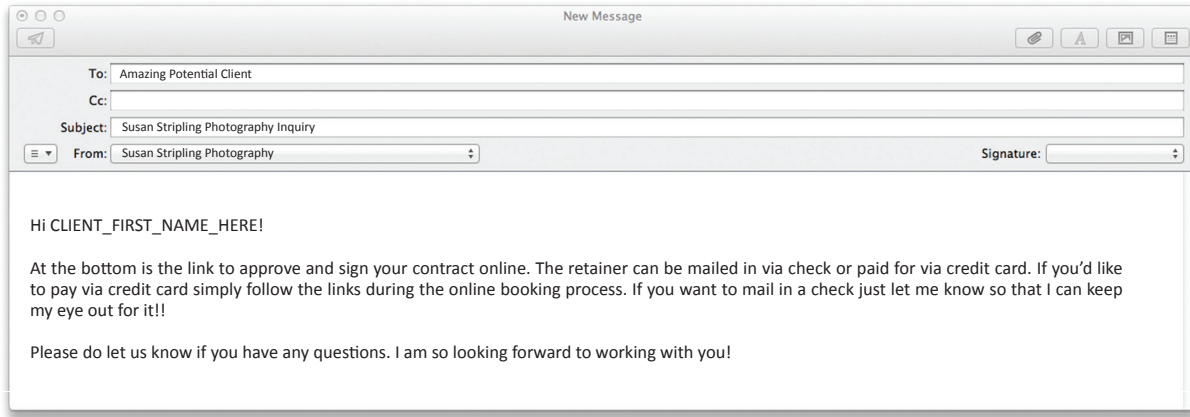 New Message
To: Amazing Potential Client
Cc:
Subject: Susan Stripling Photography Inquiry
From: Susan Stripling Photography Signature:
Hi CLIENT_FIRST_NAME_HERE!
At the bottom is the link to approve and sign your contract online. The retainer can be mailed in via check or paid for via credit card. If you’d like
to pay via credit card simply follow the links during the online booking process. If you want to mail in a check just let me know so that I can keep
my eye out for it!!
Please do let us know if you have any questions. I am so looking forward to working with you!